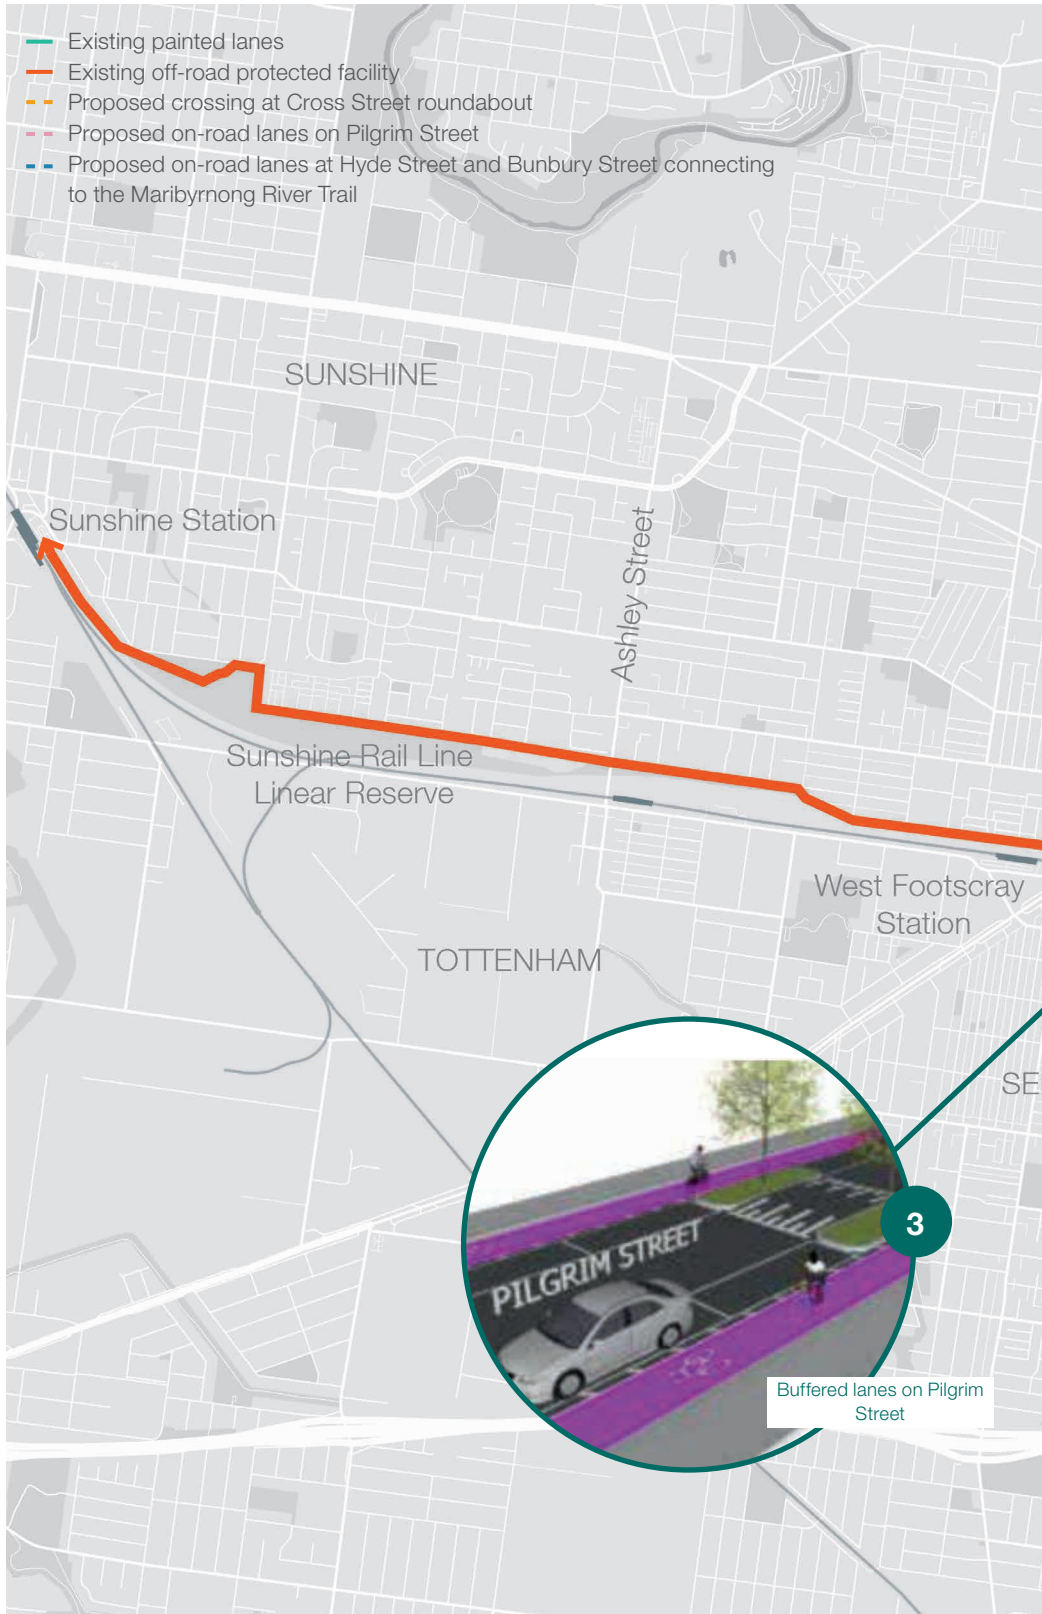 Existing painted lanes
Existing off-road protected facility
Proposed crossing at Cross Street roundabout
Proposed on-road lanes on Pilgrim Street
Proposed on-road lanes at Hyde Street and Bunbury Street connecting
to the Maribyrnong River Trail
SUNSHINE
Sunshine Station
Ashley Street
Sunshine Rail Line
Linear Reserve
West Footscray
Station
TOTTENHAM
SE
PILGRIM STREET
3
Buffered lanes on Pilgrim
Street